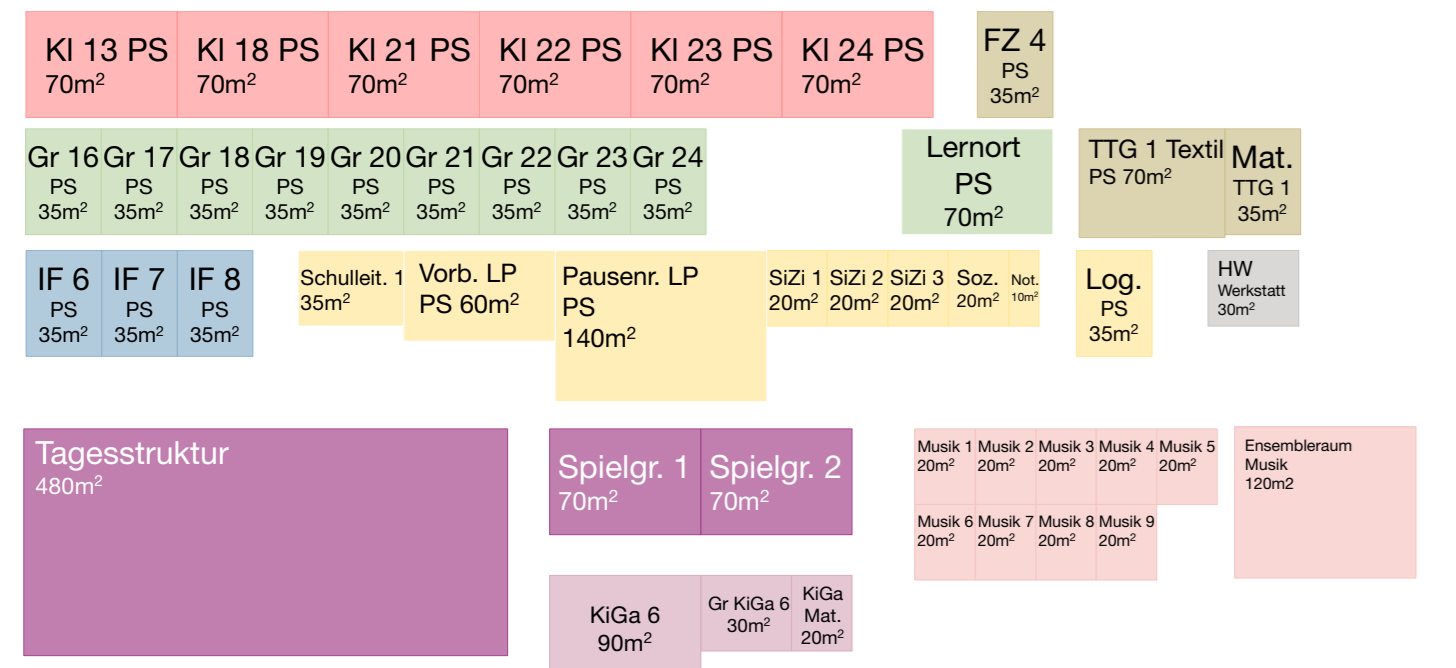 Kl 13 PS
70m²
Kl 18 PS
70m²
Kl 21 PS
70m²
Kl 22 PS
70m²
Kl 23 PS
70m²
Kl 24 PS
70m²
FZ 4
PS
35m²
Gr 16
PS
35m²
Gr 17
PS
35m²
Gr 18
PS
35m²
Gr 19
PS
35m²
Gr 20
PS
35m²
Gr 21
PS
35m²
Gr 22
PS
35m²
Gr 23
PS
35m²
Gr 24
PS
35m²
Lernort
PS
70m²
TTG 1 Textil
PS 70m²
Mat.
TTG 1
35m²
IF 6
PS
35m²
IF 7
PS
35m²
IF 8
PS
35m²
Schulleit. 1
35m²
Vorb. LP
PS 60m²
Pausenr. LP
PS
140m²
SiZi 1
20m²
SiZi 2
20m²
SiZi 3
20m²
Soz.
20m²
Not.
10m²
Log.
PS
35m²
HW
Werkstatt
30m²
Tagesstruktur
480m²
Spielgr. 1
70m²
Spielgr. 2
70m²
Musik 1
20m²
Musik 2
20m²
Musik 3
20m²
Musik 4
20m²
Musik 5
20m²
Musik 6
20m²
Musik 7
20m²
Musik 8
20m²
Musik 9
20m²
Ensembleraum
Musik
120m2
KiGa 6
90m²
Gr KiGa 6
30m²
KiGa
Mat.
20m²